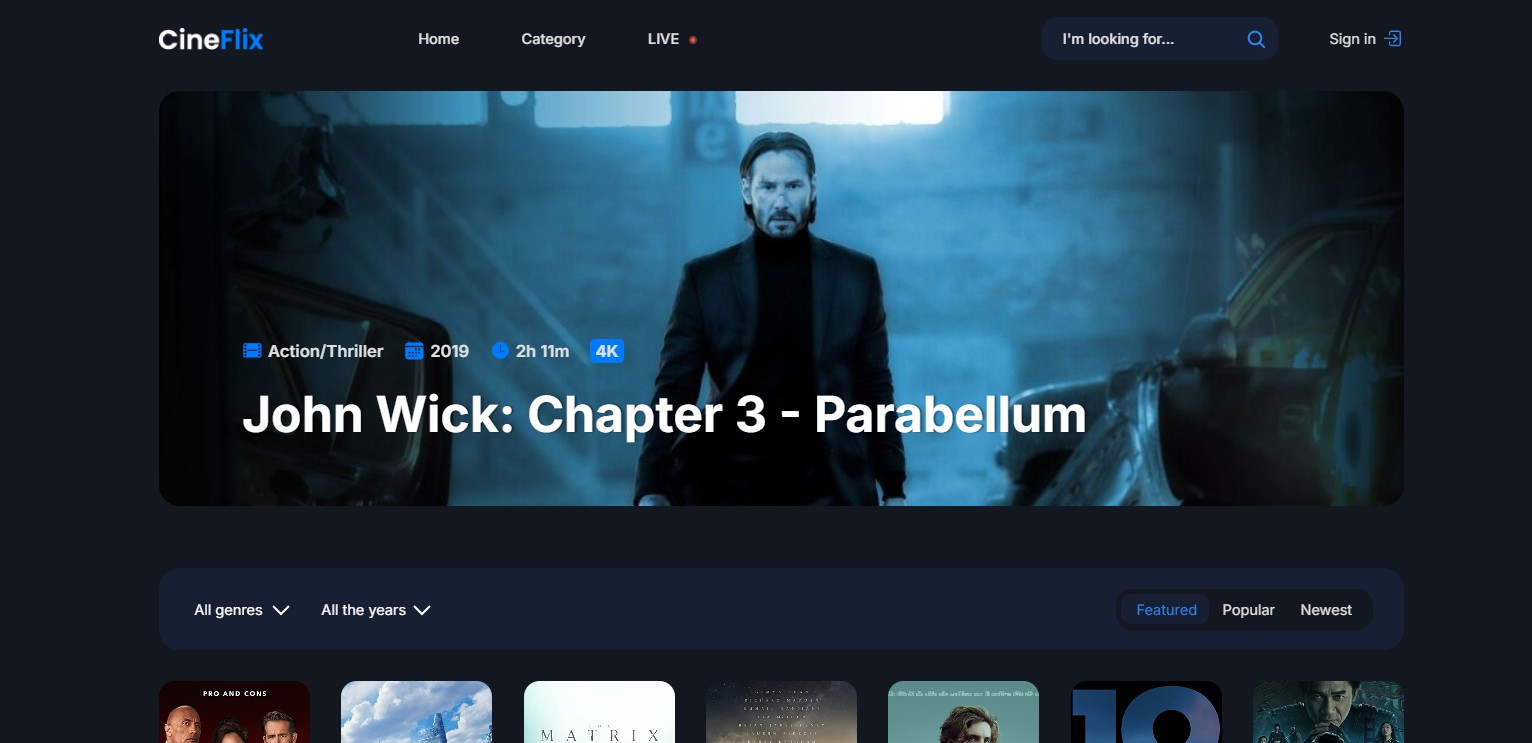 CineFlix
Home
Category
LIVE
I'm looking for...
Sign in
Action/Thriller
2019
2h 11m
4K
John Wick: Chapter 3 - Parabellum
All genres
All the years
Featured
Popular
Newest
PRO AND CONS
MATRIX
10